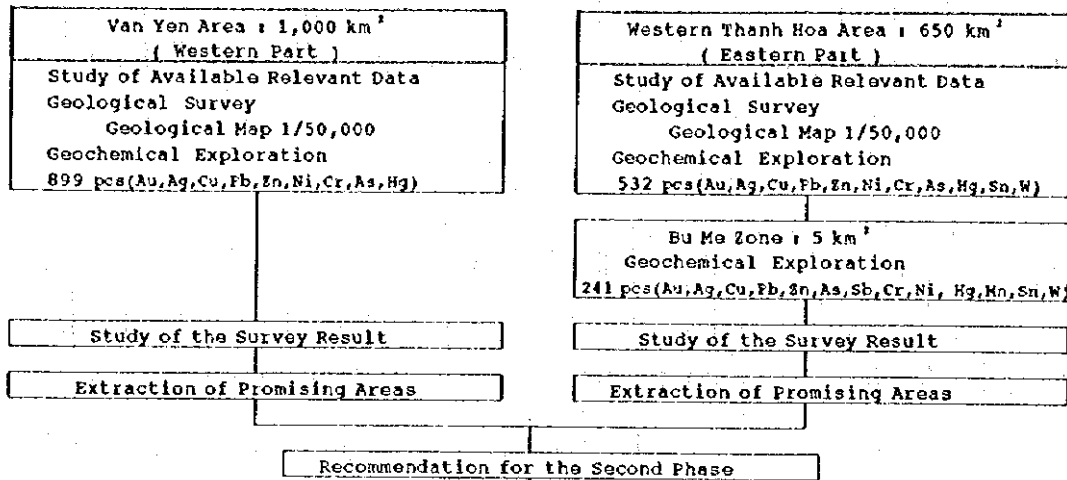 Van Yen Area : 1,000 km²
( Western Part )
Study of Available Relevant Data
Geological Survey
Geological Map 1/50,000
Geochemical Exploration
899 pcs(Au,Ag,Cu,Pb,Zn,Ni,Cr,As,Hg)
Western Thanh Hoa Area : 650 km²
( Eastern Part )
Study of Available Relevant Data
Geological Survey
Geological Map 1/50,000
Geochemical Exploration
532 pcs(Au,Ag,Cu,Pb,Zn,Ni,Cr,As,Hg,Sn,W)
Bu Me Zone : 5 km²
Geochemical Exploration
241 pcs(Au,Ag,Cu,Pb,Zn,As,Sb,Cr,Ni, Hg,Mn,Sn,W)
Study of the Survey Result
Study of the Survey Result
Extraction of Promising Areas
Extraction of Promising Areas
Recommendation for the Second Phase